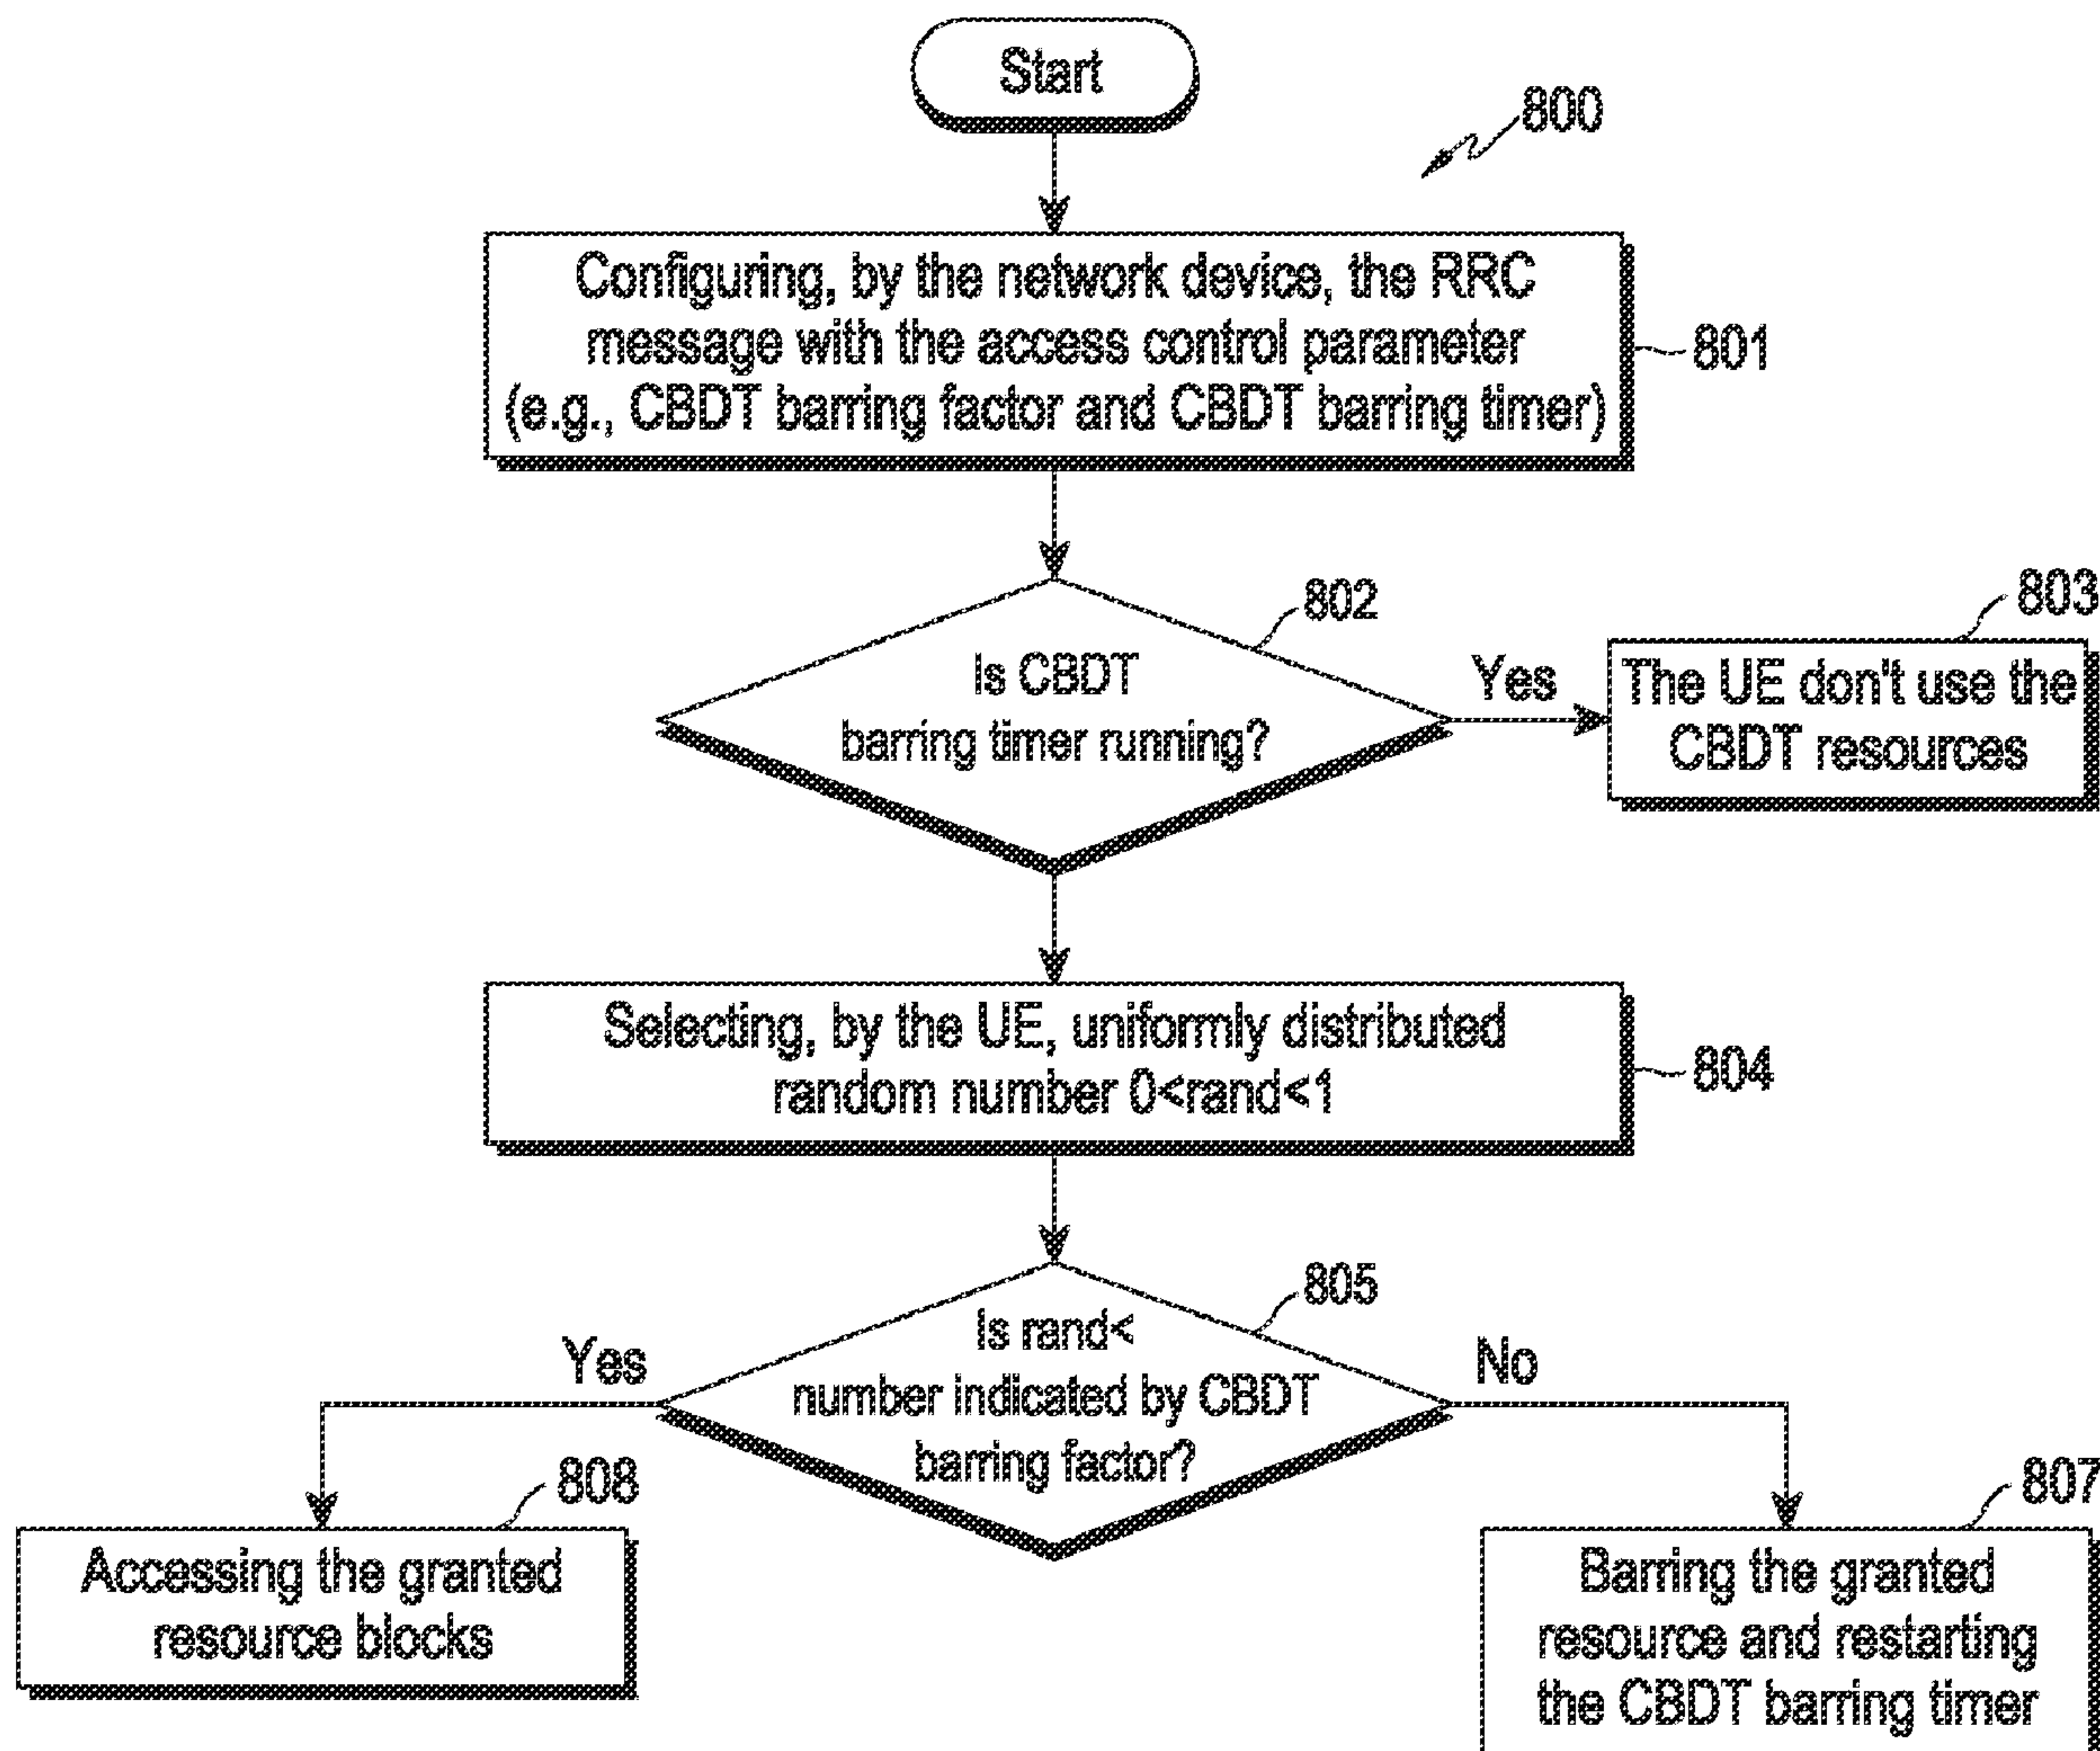 Start
800
Configuring, by the network device, the RRC
message with the access control parameter
(e.g., CBDT barring factor and CBDT barring timer)
801
802
Is CBDT
barring timer running?
Yes
803
The UE don't use the
CBDT resources
Selecting, by the UE, uniformly distributed
random number 0<rand<1
804
805
Is rand<
number indicated by CBDT
barring factor?
Yes
No
808
Accessing the granted
resource blocks
807
Barring the granted
resource and restarting
the CBDT barring timer